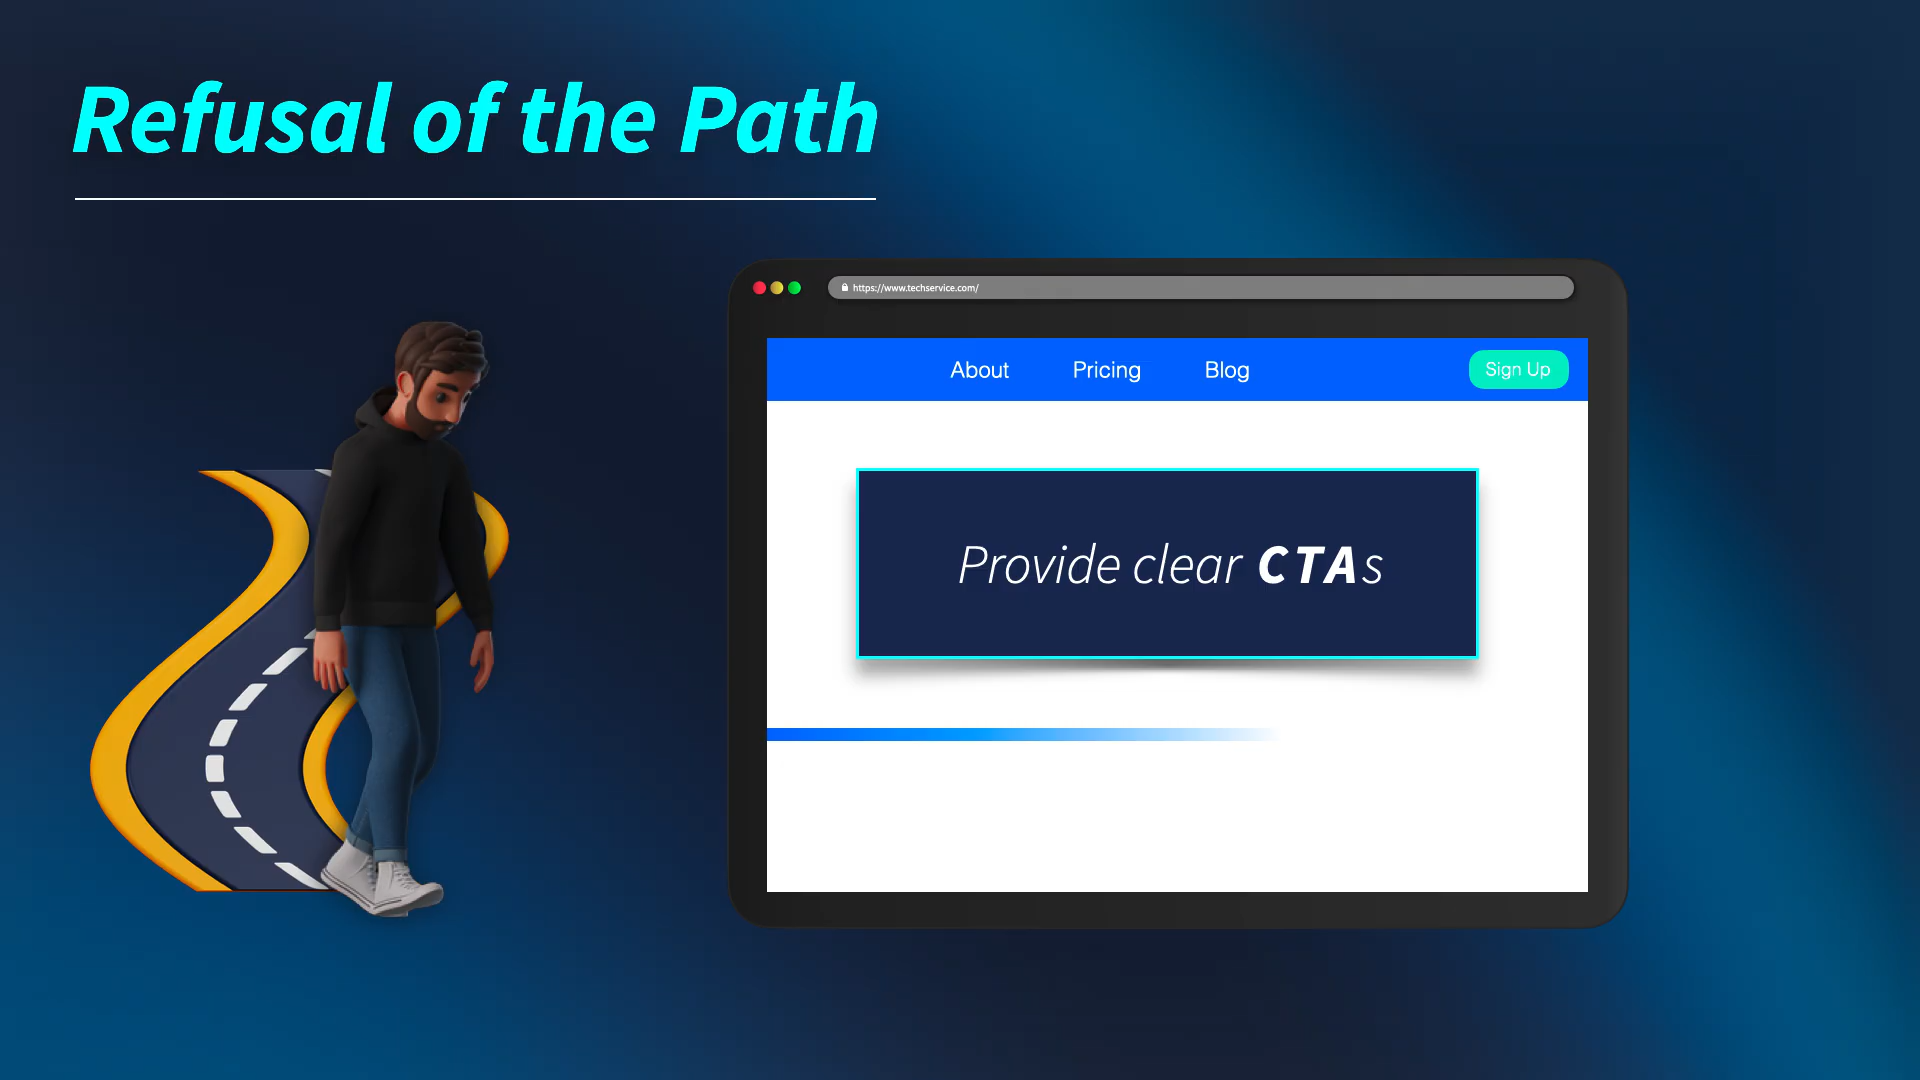 Refusal of the Path
https://www.techservice.com/
About Pricing Blog Sign Up
Provide clear CTAs